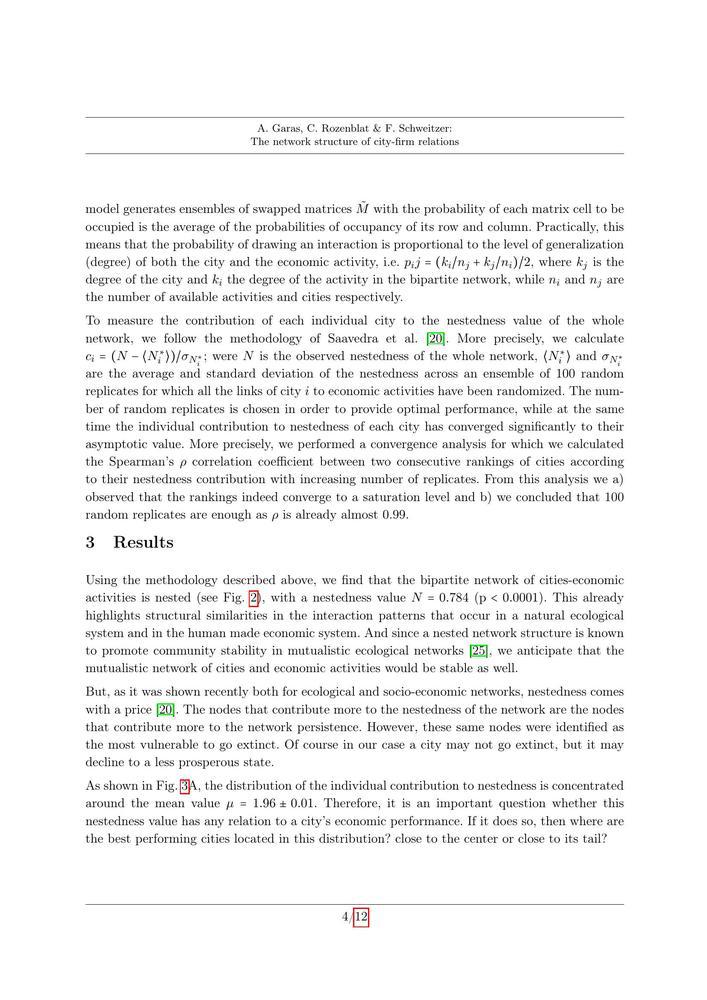 A. Garas, C. Rozenblat & F. Schweitzer:
The network structure of city-firm relations
model generates ensembles of swapped matrices M̃ with the probability of each matrix cell to be
occupied is the average of the probabilities of occupancy of its row and column. Practically, this
means that the probability of drawing an interaction is proportional to the level of generalization
(degree) of both the city and the economic activity, i.e. p_ij = (k_i/n_j + k_j/n_i)/2, where k_j is the
degree of the city and k_i the degree of the activity in the bipartite network, while n_i and n_j are
the number of available activities and cities respectively.
To measure the contribution of each individual city to the nestedness value of the whole
network, we follow the methodology of Saavedra et al. [20]. More precisely, we calculate
c_i = (N − ⟨N_i^*⟩)/σ_{N_i^*}; were N is the observed nestedness of the whole network, ⟨N_i^*⟩ and σ_{N_i^*}
are the average and standard deviation of the nestedness across an ensemble of 100 random
replicates for which all the links of city i to economic activities have been randomized. The num-
ber of random replicates is chosen in order to provide optimal performance, while at the same
time the individual contribution to nestedness of each city has converged significantly to their
asymptotic value. More precisely, we performed a convergence analysis for which we calculated
the Spearman's ρ correlation coefficient between two consecutive rankings of cities according
to their nestedness contribution with increasing number of replicates. From this analysis we a)
observed that the rankings indeed converge to a saturation level and b) we concluded that 100
random replicates are enough as ρ is already almost 0.99.
3 Results
Using the methodology described above, we find that the bipartite network of cities-economic
activities is nested (see Fig. 2), with a nestedness value N = 0.784 (p < 0.0001). This already
highlights structural similarities in the interaction patterns that occur in a natural ecological
system and in the human made economic system. And since a nested network structure is known
to promote community stability in mutualistic ecological networks [25], we anticipate that the
mutualistic network of cities and economic activities would be stable as well.
But, as it was shown recently both for ecological and socio-economic networks, nestedness comes
with a price [20]. The nodes that contribute more to the nestedness of the network are the nodes
that contribute more to the network persistence. However, these same nodes were identified as
the most vulnerable to go extinct. Of course in our case a city may not go extinct, but it may
decline to a less prosperous state.
As shown in Fig. 3A, the distribution of the individual contribution to nestedness is concentrated
around the mean value μ = 1.96 ± 0.01. Therefore, it is an important question whether this
nestedness value has any relation to a city's economic performance. If it does so, then where are
the best performing cities located in this distribution? close to the center or close to its tail?
4/12